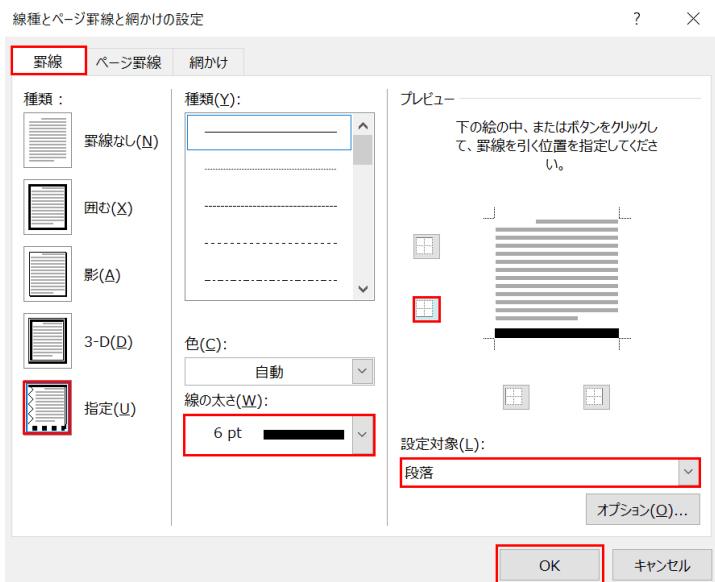 線種とページ罫線と網かけの設定
?
罫線
ページ罫線
網かけ
種類：
罫線なし(N)
囲む(X)
影(A)
3-D(D)
指定(U)
種類(Y):
色(C):
自動
線の太さ(W):
6 pt
プレビュー
下の絵の中、またはボタンをクリックし
て、罫線を引く位置を指定してくださ
い。
設定対象(L):
段落
オプション(O)...
OK
キャンセル